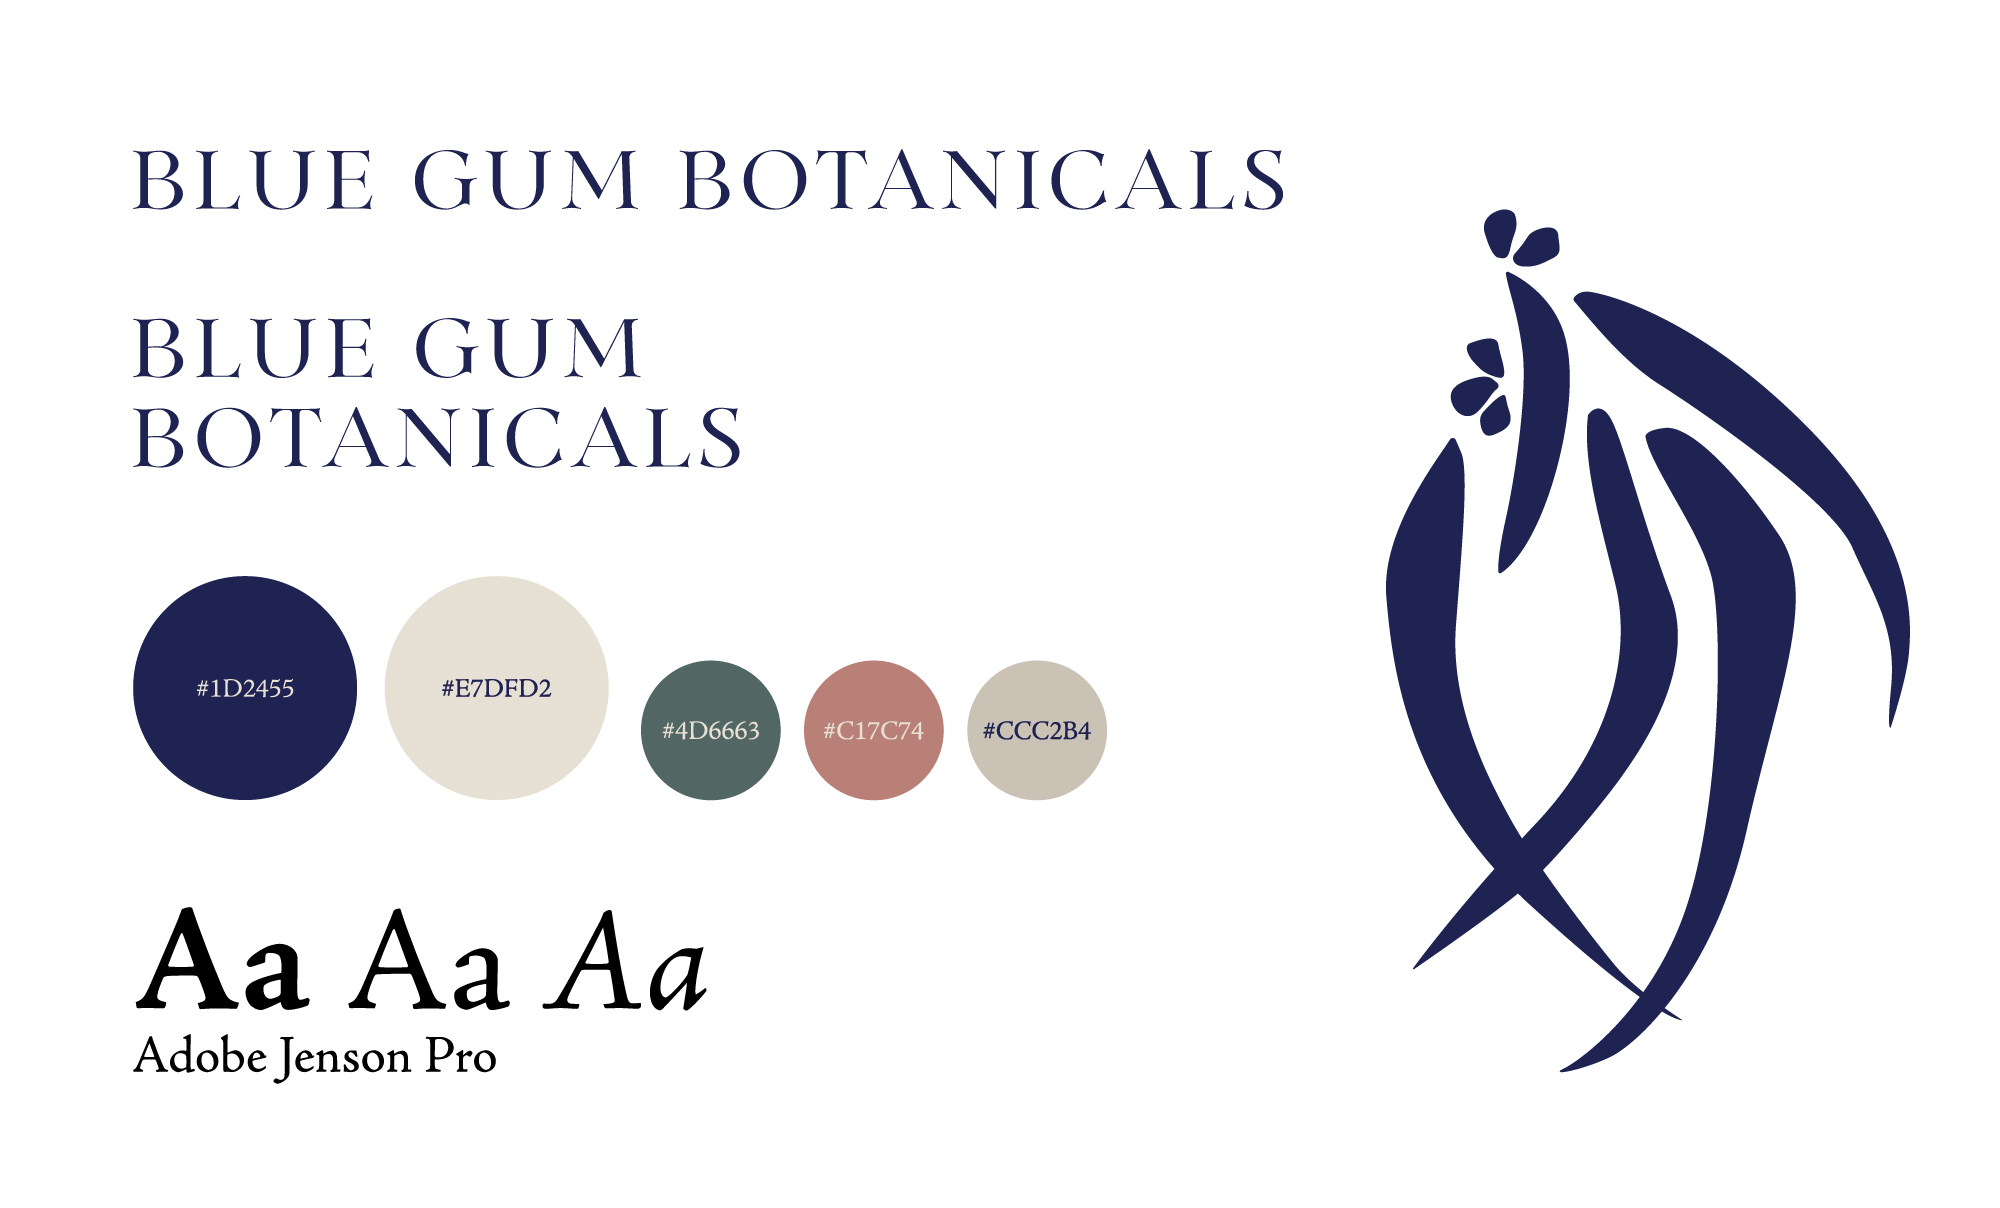 BLUE GUM BOTANICALS
BLUE GUM
BOTANICALS
#1D2455
#E7DFD2
#4D6663
#C17C74
#CCC2B4
Aa Aa Aa
Adobe Jenson Pro